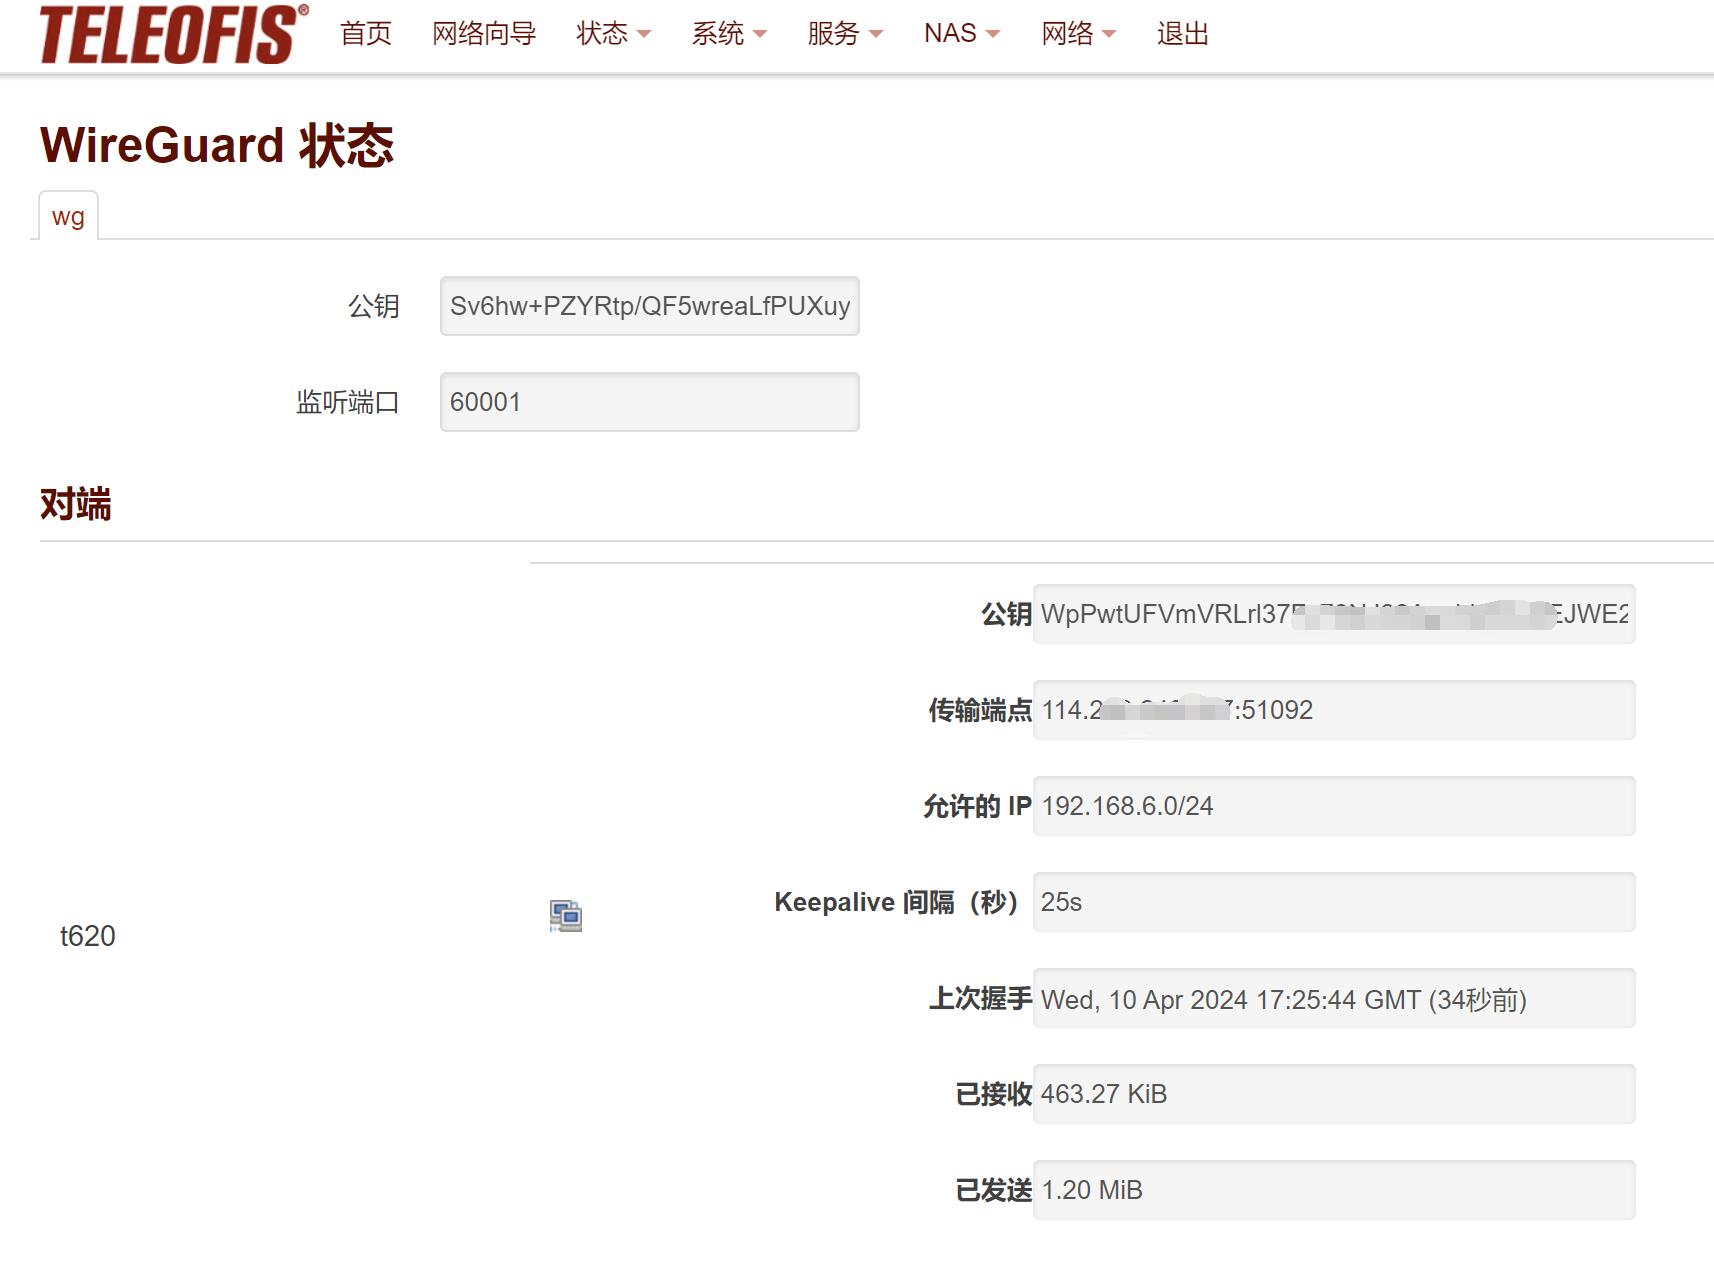 TELEOFIS® 首页 网络向导 状态 系统 服务 NAS 网络 退出
WireGuard 状态
wg
公钥 Sv6hw+PZYRtp/QF5wreaLfPUXuy
监听端口 60001
对端
公钥 WpPwtUFVmVRLrl37 EJWE2
传输端点 114.2 :51092
允许的 IP 192.168.6.0/24
Keepalive 间隔（秒） 25s
t620
上次握手 Wed, 10 Apr 2024 17:25:44 GMT (34秒前)
已接收 463.27 KiB
已发送 1.20 MiB